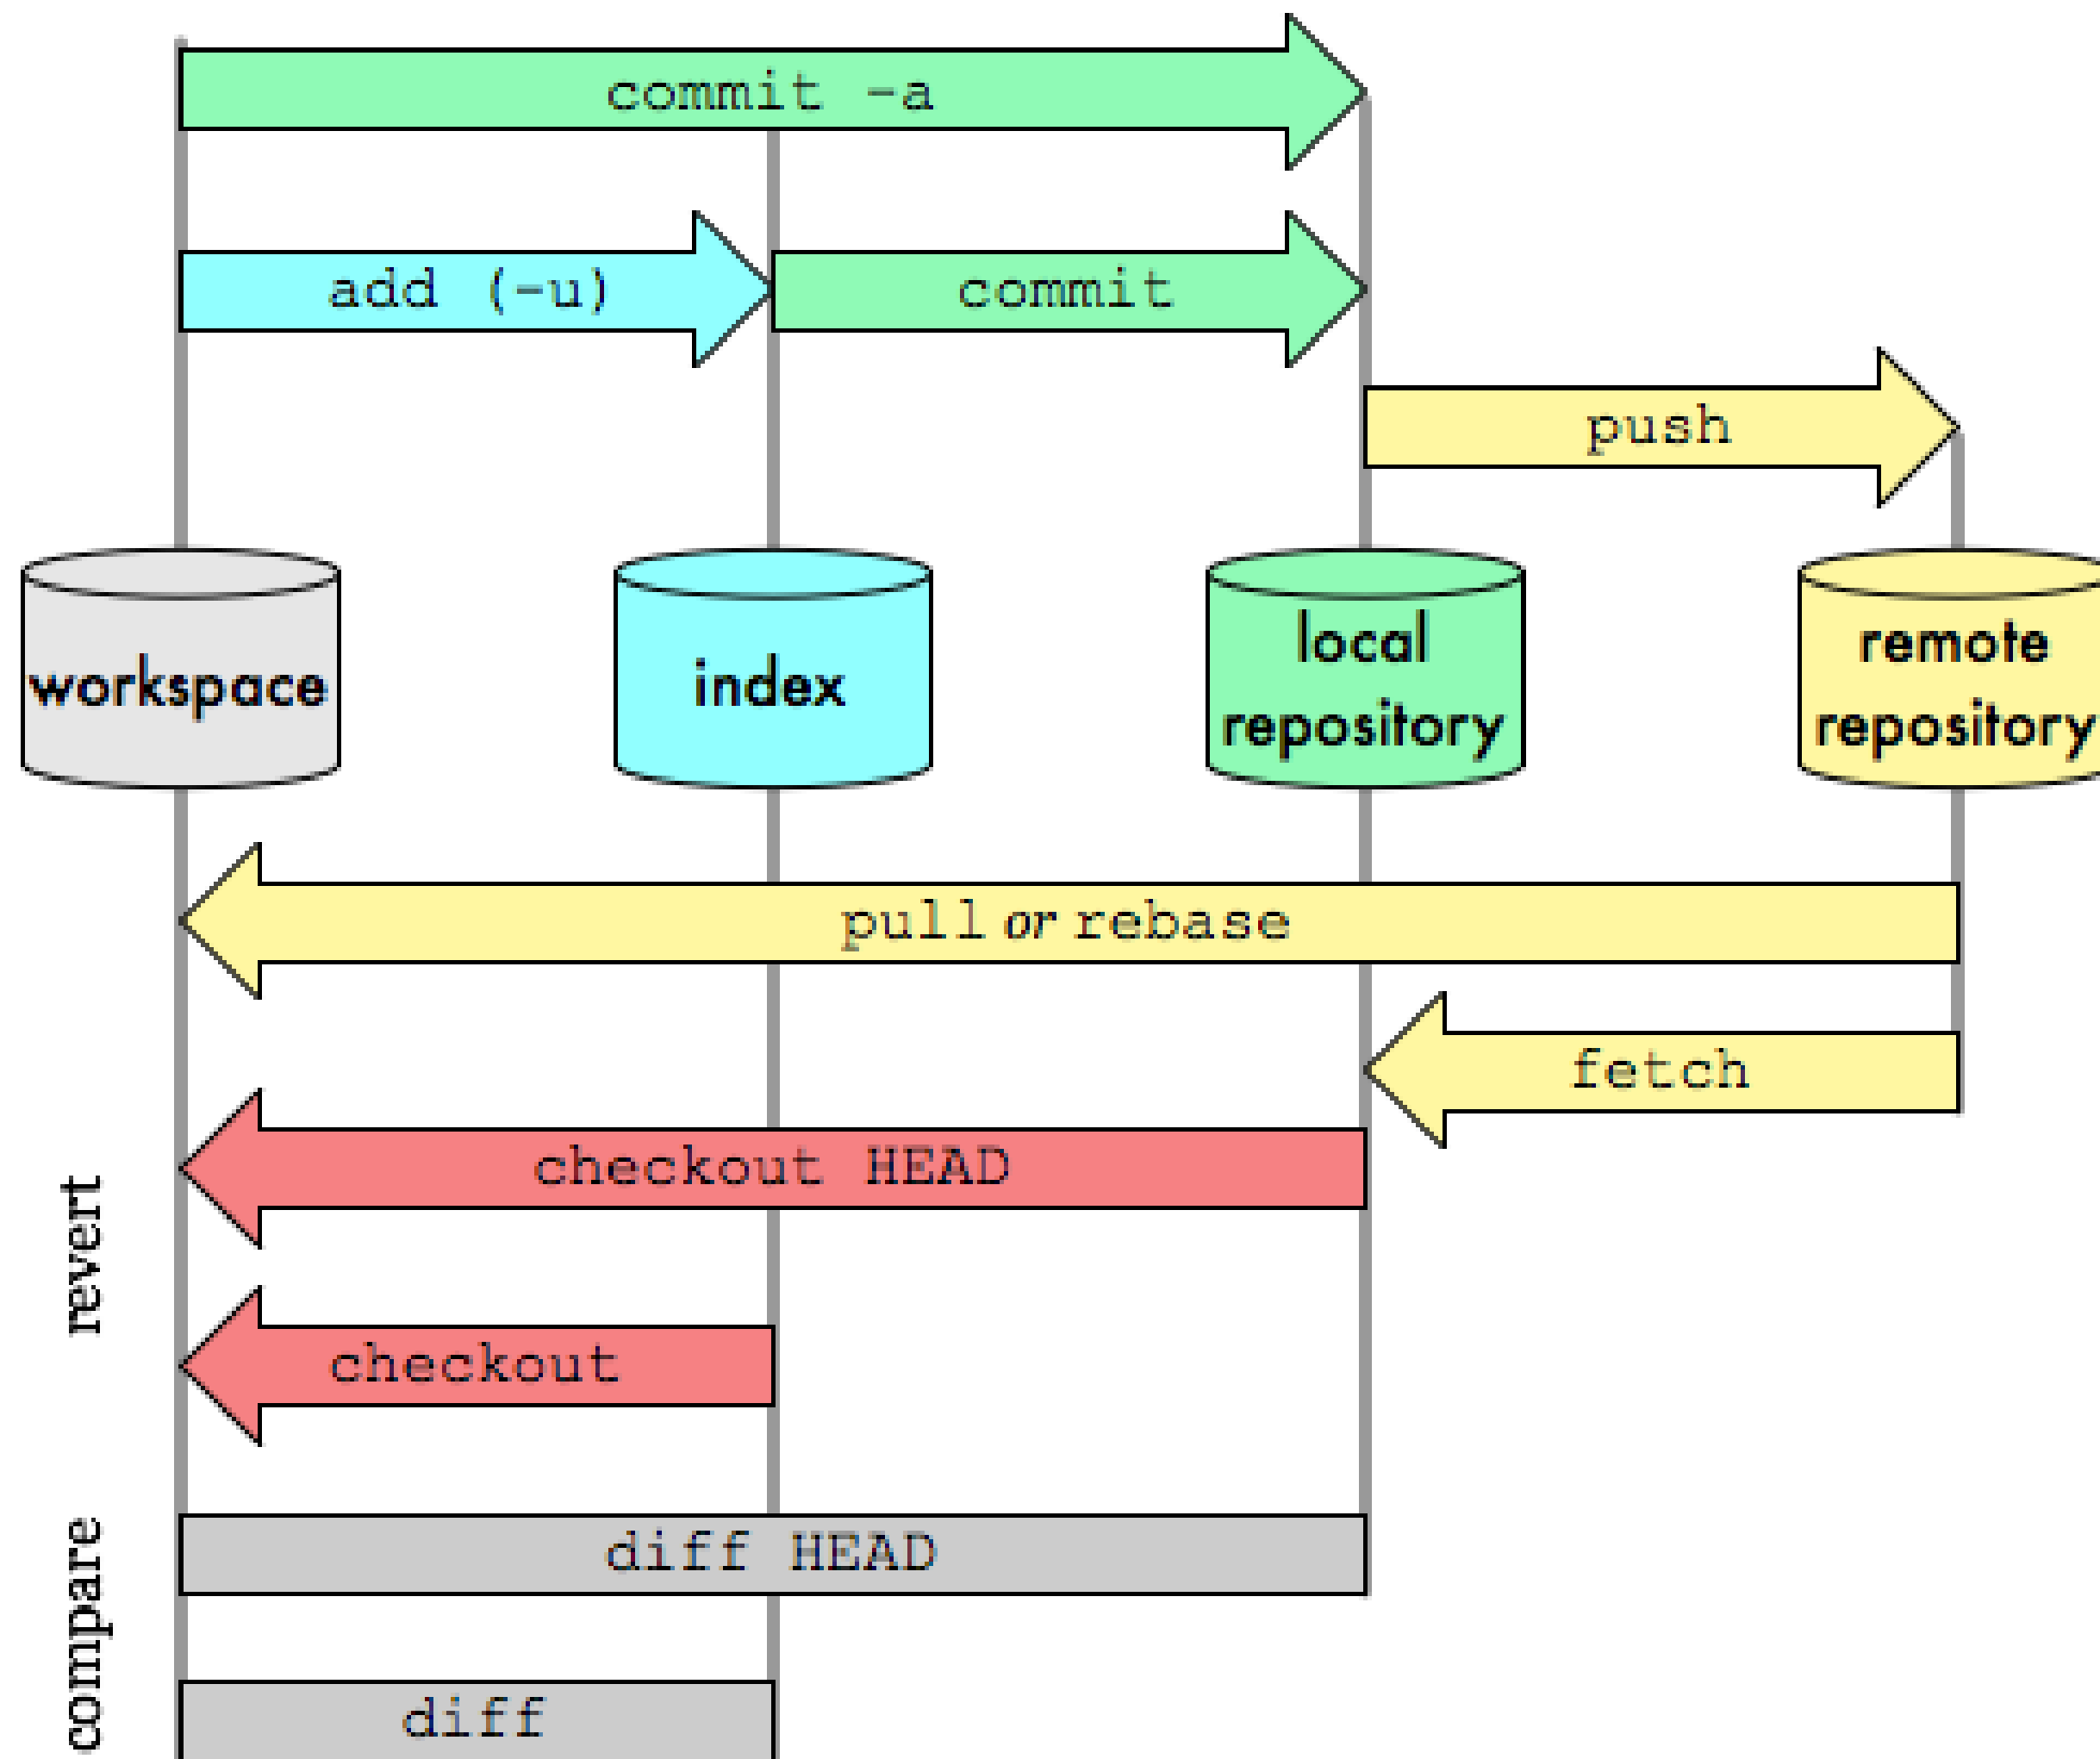 commit -a
add (-u)
commit
push
workspace
index
local
repository
remote
repository
pull or rebase
fetch
revert
checkout HEAD
checkout
compare
diff HEAD
diff